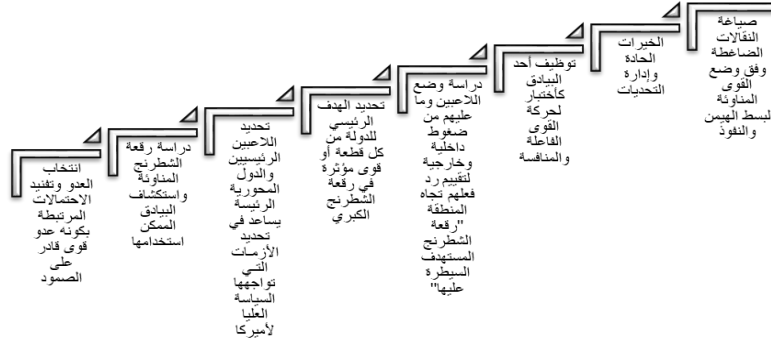 انتخاب
العدو وتفنيد
الاحتمالات
المرتبطة
بكونه عدو
قوى قادر
على
الصمود
دراسة رقعة
الشطرنج
المناوئة
واستكشاف
البيادق
الممكن
استخدامها
تحديد
اللاعبين
الرئيسيين
والدول
المحورية
الرئيسة
يساعد في
تحديد
الأزمات
التي
تواجهها
السياسة
العليا
لأميركا
تحديد الهدف
الرئيسي
للدولة من
كل قطعة أو
قوى مؤثرة
في رقعة
الشطرنج
الكبري
دراسة وضع
اللاعبين وما
عليهم من
ضغوط
داخلية
وخارجية
لتقييم رد
فعلهم تجاه
المنطقة
"رقعة
الشطرنج
المستهدف
السيطرة
عليها"
توظيف أحد
البيادق
كأختبار
لحركة
القوى
الفاعلة
والمنافسة
الخيرات
الحادة
وإدارة
التحديات
صياغة
النقالات
الضاغطة
وفق وضع
القوى
المناوئة
لبسط الهيمن
والنفوذ